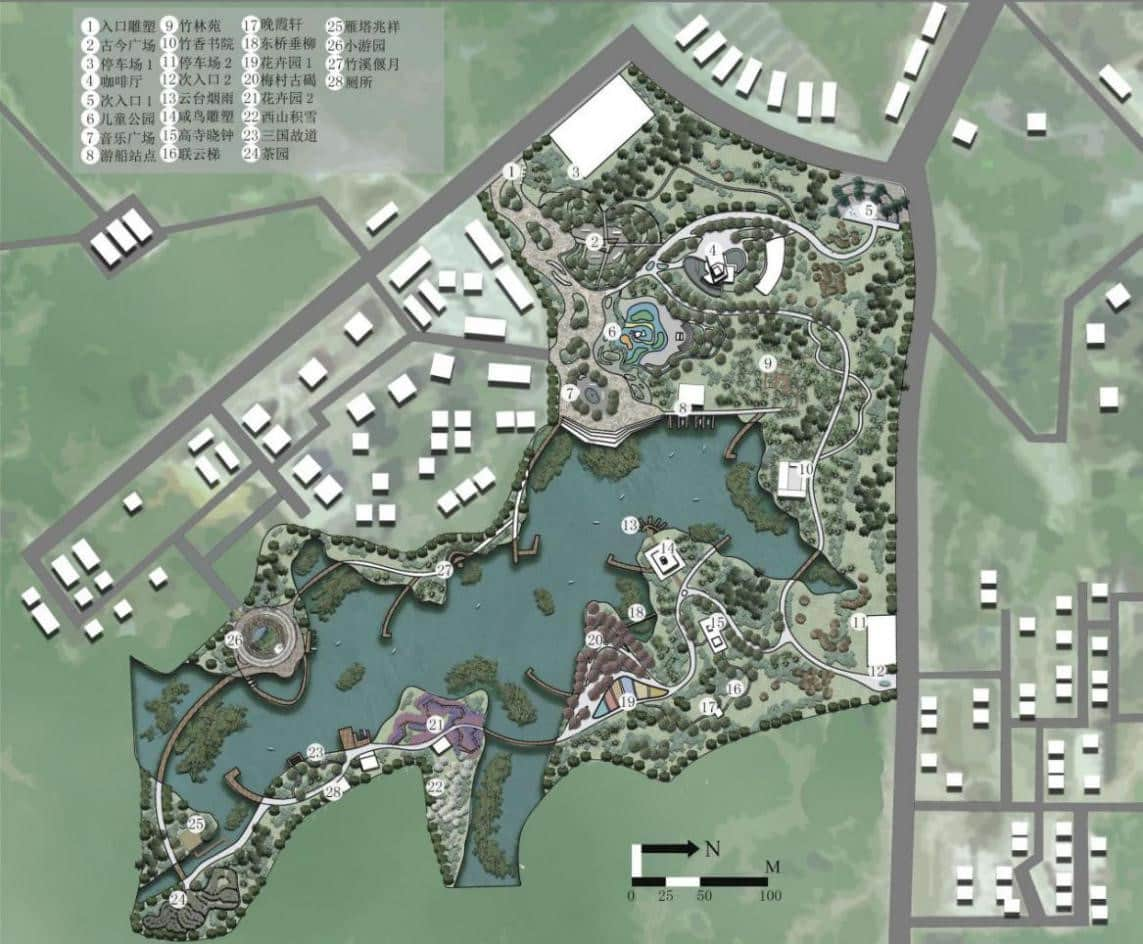 1 入口雕塑
2 古今广场
3 停车场1
4 咖啡厅
5 次入口1
6 儿童公园
7 音乐广场
8 游船站点
9 竹林苑
10 竹香书院
11 停车场2
12 次入口2
13 云台烟雨
14 咸鸟雕塑
15 高寺晓钟
16 联云梯
17 晚霞轩
18 东桥垂柳
19 花卉园1
20 梅村古碣
21 花卉园2
22 西山积雪
23 三国故道
24 茶园
25 雁塔兆祥
26 小游园
27 竹溪偃月
28 厕所
1
3
5
2
4
6
9
7
8
10
13
14
27
18
11
15
26
20
12
16
19
17
21
23
22
28
25
24
N
M
0 25 50 100